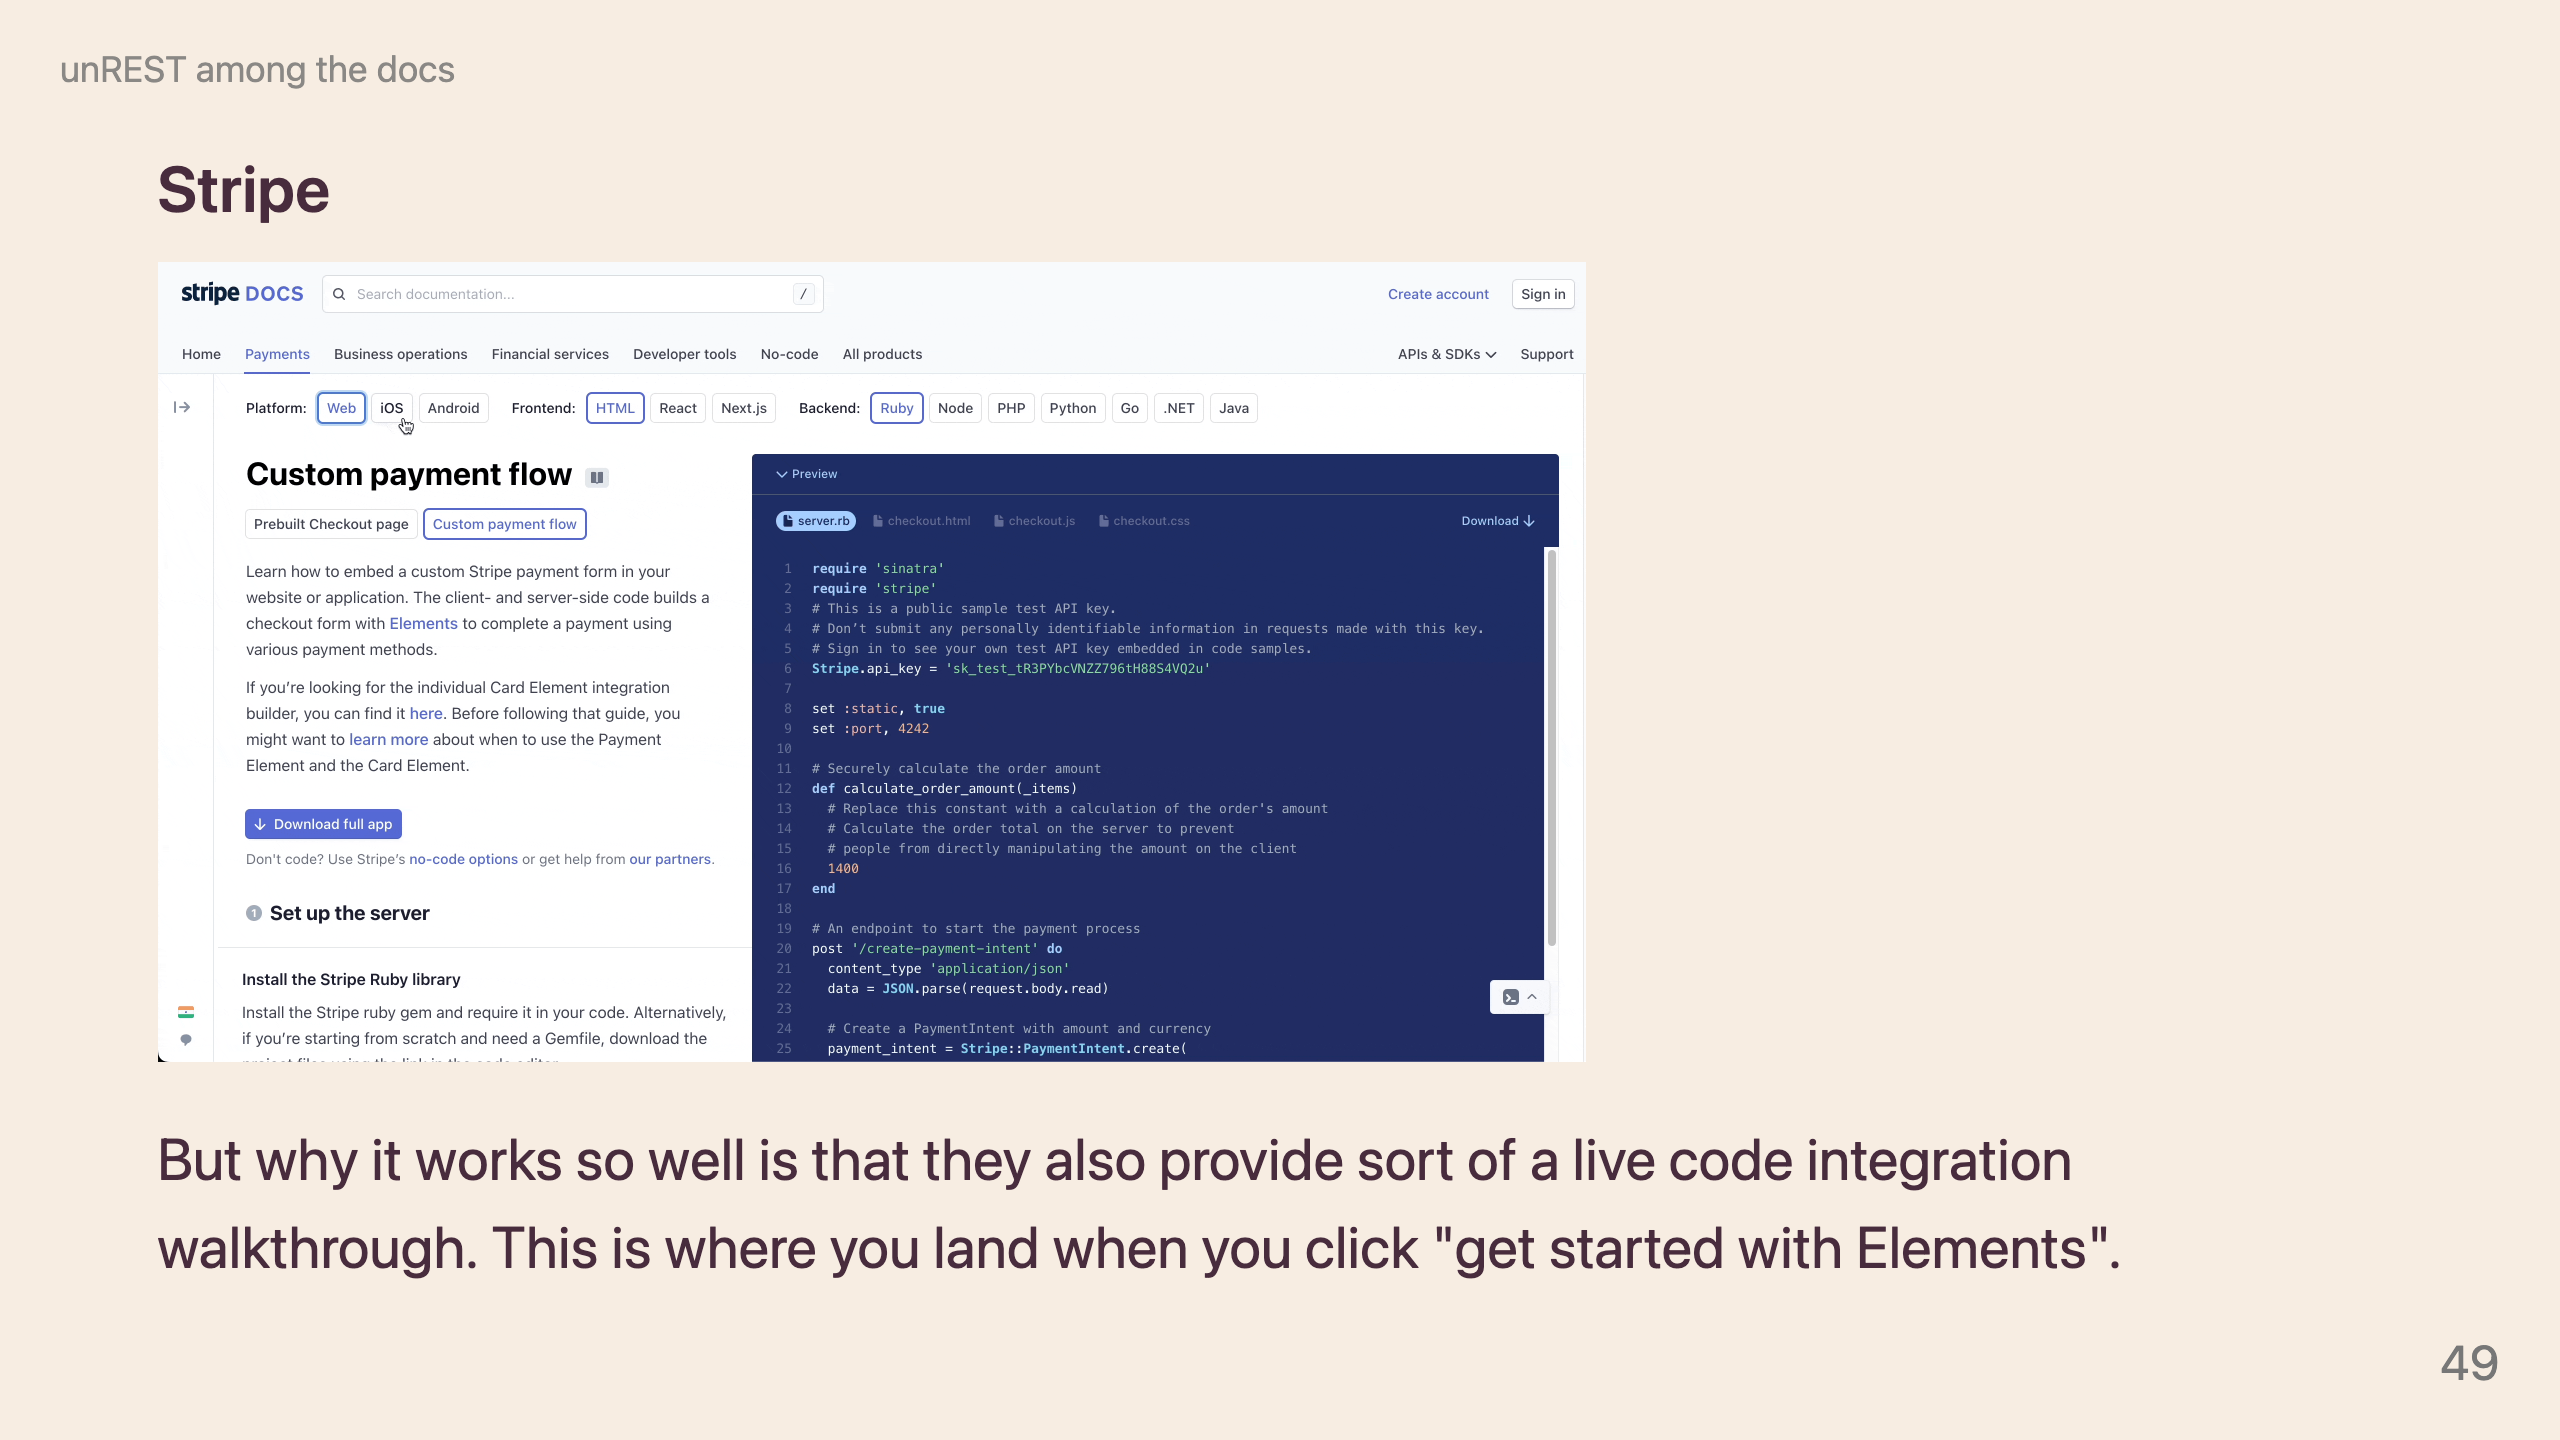 unREST among the docs
Stripe
stripe DOCS
Search documentation...
/
Create account
Sign in
Home
Payments
Business operations
Financial services
Developer tools
No-code
All products
APIs & SDKs
Support
Platform: Web iOS Android Frontend: HTML React Next.js Backend: Ruby Node PHP Python Go .NET Java
Custom payment flow
Prebuilt Checkout page
Custom payment flow
Learn how to embed a custom Stripe payment form in your
website or application. The client- and server-side code builds a
checkout form with Elements to complete a payment using
various payment methods.
If you’re looking for the individual Card Element integration
builder, you can find it here. Before following that guide, you
might want to learn more about when to use the Payment
Element and the Card Element.
Download full app
Don't code? Use Stripe’s no-code options or get help from our partners.
1 Set up the server
Install the Stripe Ruby library
Install the Stripe ruby gem and require it in your code. Alternatively,
if you’re starting from scratch and need a Gemfile, download the
project files using the link in the code editor.
Preview
server.rb checkout.html checkout.js checkout.css
Download
1 require 'sinatra'
2 require 'stripe'
3 # This is a public sample test API key.
4 # Don’t submit any personally identifiable information in requests made with this key.
5 # Sign in to see your own test API key embedded in code samples.
6 Stripe.api_key = 'sk_test_tR3PYbcVNZZ796tH88S4VQ2u'
7
8 set :static, true
9 set :port, 4242
10
11 # Securely calculate the order amount
12 def calculate_order_amount(_items)
13 # Replace this constant with a calculation of the order's amount
14 # Calculate the order total on the server to prevent
15 # people from directly manipulating the amount on the client
16 1400
17 end
18
19 # An endpoint to start the payment process
20 post '/create-payment-intent' do
21 content_type 'application/json'
22 data = JSON.parse(request.body.read)
23
24 # Create a PaymentIntent with amount and currency
25 payment_intent = Stripe::PaymentIntent.create(
But why it works so well is that they also provide sort of a live code integration
walkthrough. This is where you land when you click "get started with Elements".
49